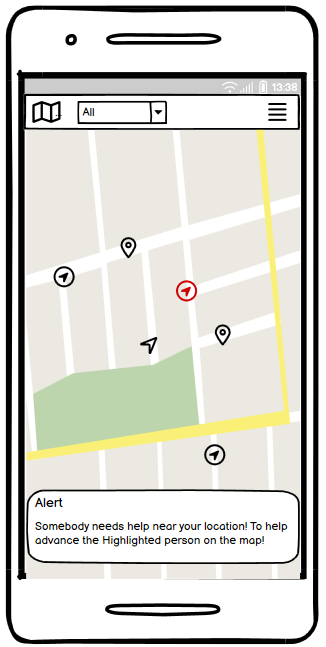 13:38
All
Alert
Somebody needs help near your location! To help
advance the Highlighted person on the map!